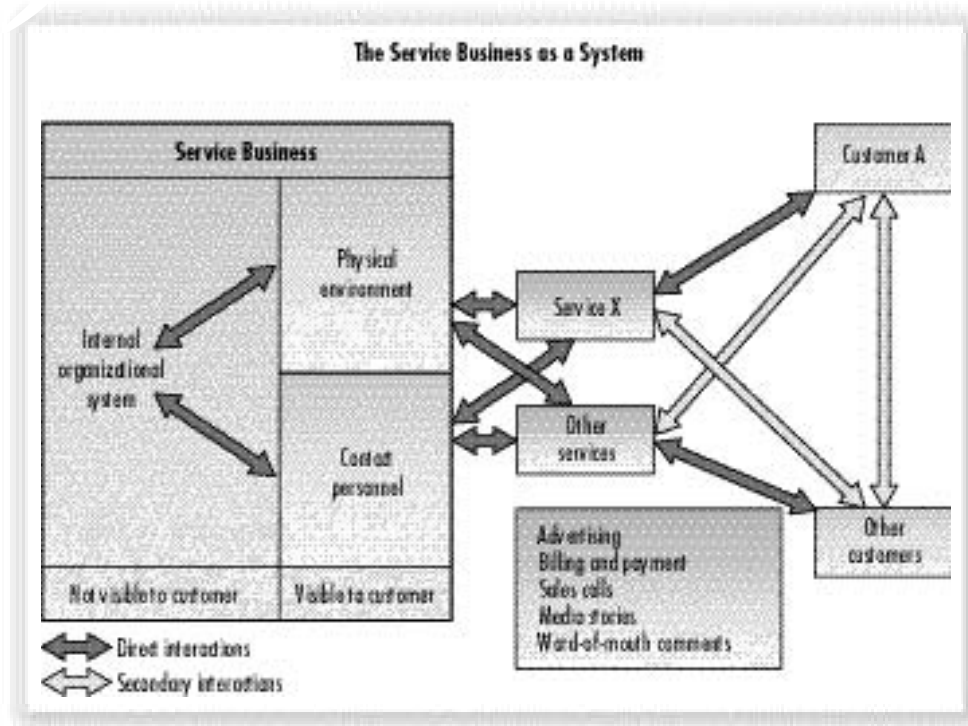 The Service Business as a System
Service Business
Internal
organizational
system
Physical
environment
Contact
personnel
Not visible to customer
Visible to customer
Service X
Other
services
Customer A
Other
customers
Advertising
Billing and payment
Sales calls
Media stories
Word-of-mouth comments
Direct interactions
Secondary interactions